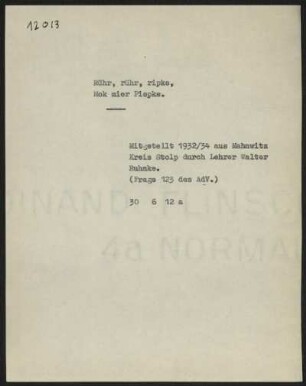 12013
Röhr, röhr, ripke,
Mak mier Piepke.
Mitgeteilt 1932/34 aus Mahnwitz
Kreis Stolp durch Lehrer Walter
Ruhnke.
(Frage 123 des AdV.)
30 6 12 a